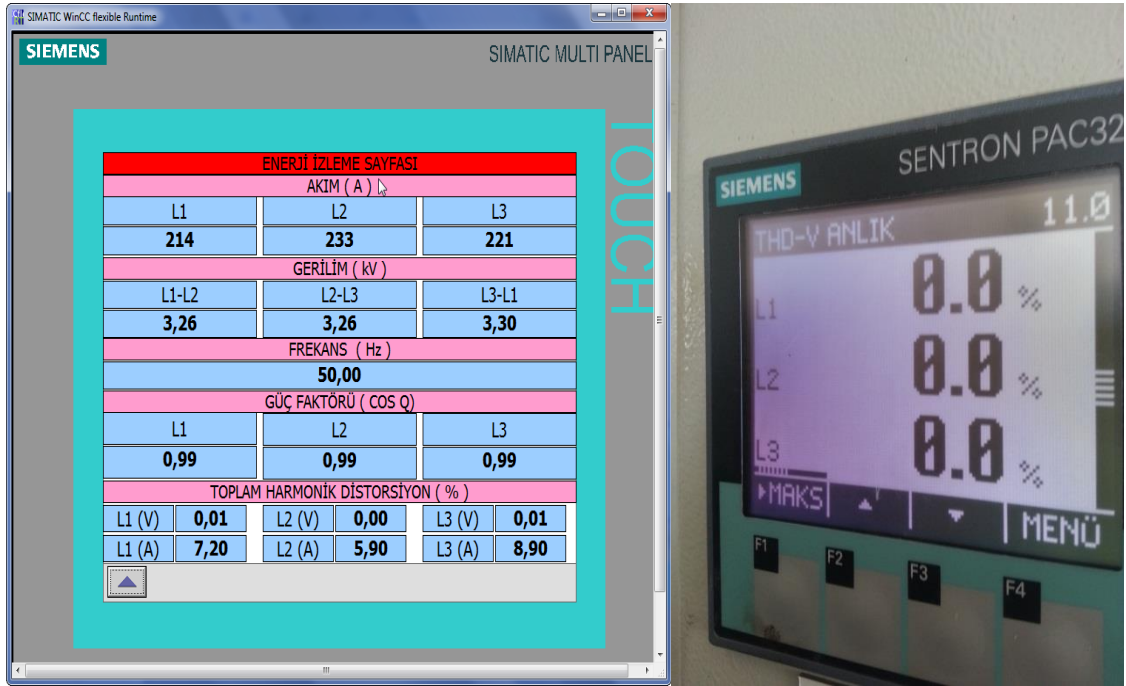 SIMATIC WinCC flexible Runtime
SIEMENS
SIMATIC MULTI PANEL
TOUCH
ENERJİ İZLEME SAYFASI
AKIM ( A )
L1 L2 L3
214 233 221
GERİLİM ( kV )
L1-L2 L2-L3 L3-L1
3,26 3,26 3,30
FREKANS ( Hz )
50,00
GÜÇ FAKTÖRÜ ( COS Q)
L1 L2 L3
0,99 0,99 0,99
TOPLAM HARMONİK DİSTORSİYON ( % )
L1 (V) 0,01 L2 (V) 0,00 L3 (V) 0,01
L1 (A) 7,20 L2 (A) 5,90 L3 (A) 8,90
SENTRON PAC32
SIEMENS
THD-V ANLIK 11.0
L1 0.0 %
L2 0.0 %
L3 0.0 %
MAKS MENÜ
F1 F2 F3 F4